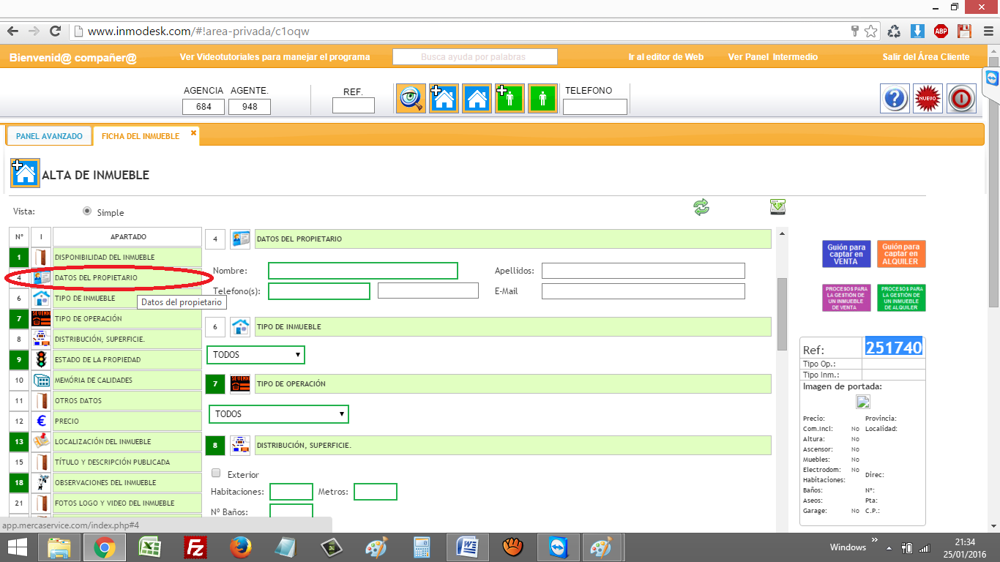 www.inmodesk.com/#!area-privada/c1oqw
ABP
Bienvenid@ compañer@
Ver Videotutoriales para manejar el programa
Busca ayuda por palabras
Ir al editor de Web
Ver Panel Intermedio
Salir del Área Cliente
AGENCIA AGENTE.
684 948
REF.
TELEFONO
NUEVO
PANEL AVANZADO
FICHA DEL INMUEBLE
ALTA DE INMUEBLE
Vista:
Simple
Nº I APARTADO
1 DISPONIBILIDAD DEL INMUEBLE
4 DATOS DEL PROPIETARIO
6 TIPO DE INMUEBLE
Datos del propietario
7 SE VENDE TIPO DE OPERACIÓN
8 DISTRIBUCIÓN, SUPERFICIE.
9 ESTADO DE LA PROPIEDAD
10 MEMÓRIA DE CALIDADES
11 OTROS DATOS
12 € PRECIO
13 LOCALIZACIÓN DEL INMUEBLE
15 TÍTULO Y DESCRIPCIÓN PUBLICADA
18 OBSERVACIONES DEL INMUEBLE
21 FOTOS LOGO Y VIDEO DEL INMUEBLE
4 DATOS DEL PROPIETARIO
Nombre:
Apellidos:
Telefono(s):
E-Mail
6 TIPO DE INMUEBLE
TODOS
7 SE VENDE TIPO DE OPERACIÓN
TODOS
8 DISTRIBUCIÓN, SUPERFICIE.
Exterior
Habitaciones:
Metros:
Nº Baños:
Guión para
captar en
VENTA
Guión para
captar en
ALQUILER
PROCESOS PARA
LA GESTIÓN DE
UN INMUEBLE
DE VENTA
PROCESOS PARA
LA GESTIÓN DE
UN INMUEBLE
DE ALQUILER
Ref: 251740
Tipo Op.:
Tipo Inm.:
Imagen de portada:
Precio: Provincia:
Com.Incl: No Localidad:
Altura: No
Ascensor: No
Muebles: No
Electrodom: No
Direc:
Habitaciones:
Baños: Nº:
Aseos: Pta:
Garage: No C.P.:
app.mercaservice.com/index.php#4
Windows
21:34
25/01/2016